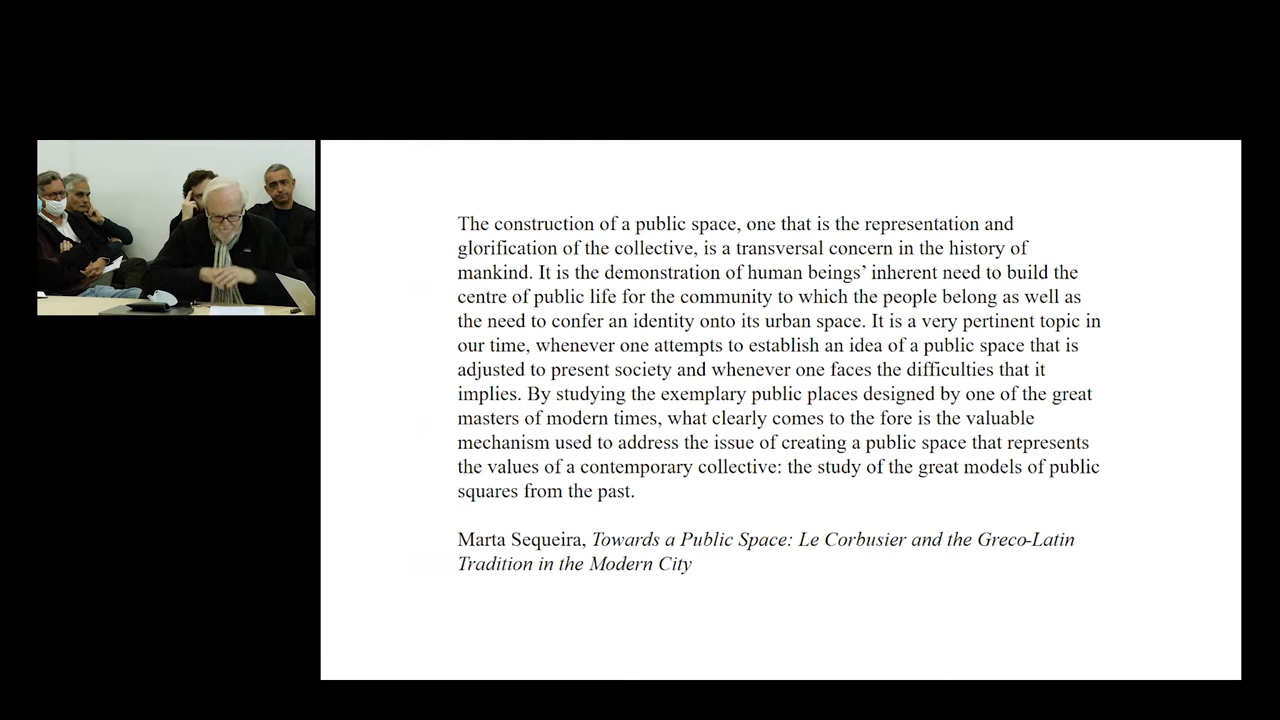 The construction of a public space, one that is the representation and
glorification of the collective, is a transversal concern in the history of
mankind. It is the demonstration of human beings’ inherent need to build the
centre of public life for the community to which the people belong as well as
the need to confer an identity onto its urban space. It is a very pertinent topic in
our time, whenever one attempts to establish an idea of a public space that is
adjusted to present society and whenever one faces the difficulties that it
implies. By studying the exemplary public places designed by one of the great
masters of modern times, what clearly comes to the fore is the valuable
mechanism used to address the issue of creating a public space that represents
the values of a contemporary collective: the study of the great models of public
squares from the past.
Marta Sequeira, Towards a Public Space: Le Corbusier and the Greco-Latin
Tradition in the Modern City